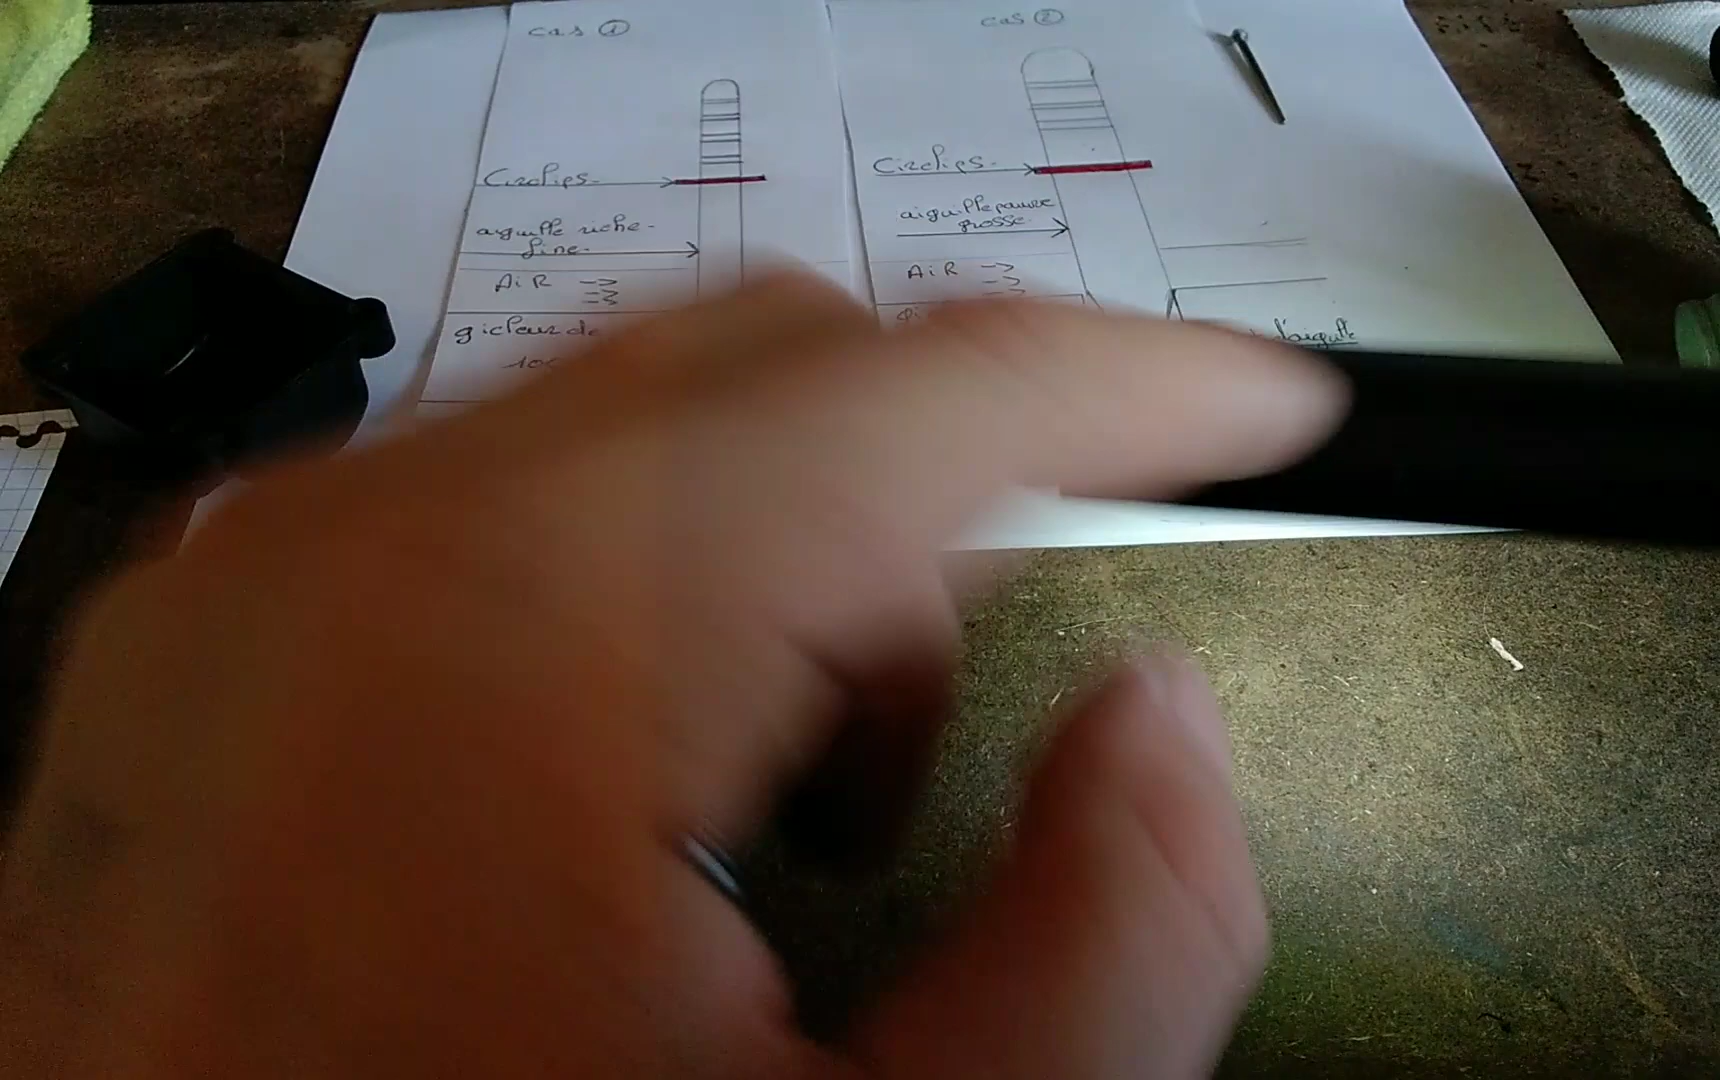 cas ①
Circlips.
aiguille riche.
fine.
AiR
gicleur de
cas ②
Circlips.
aiguille pauvre
grosse.
AiR
d'aiguille